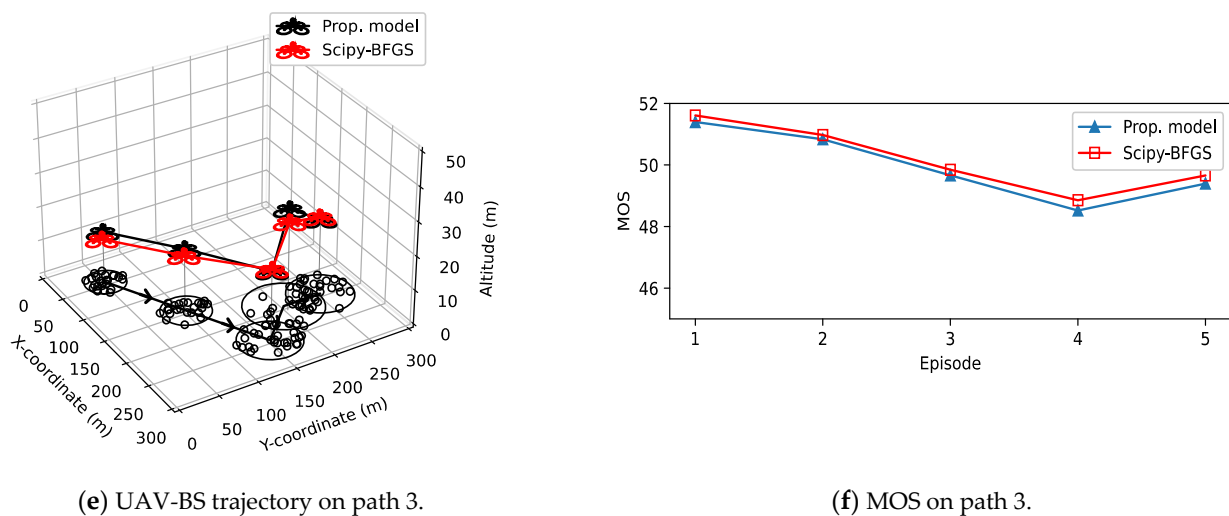 Prop. model
Scipy-BFGS
50
40
30
20
10
0
Altitude (m)
0
50
100
150
200
250
300
X-coordinate (m)
0
50
100
150
200
250
300
Y-coordinate (m)
(e) UAV-BS trajectory on path 3.
52
50
48
46
MOS
Prop. model
Scipy-BFGS
1 2 3 4 5
Episode
(f) MOS on path 3.